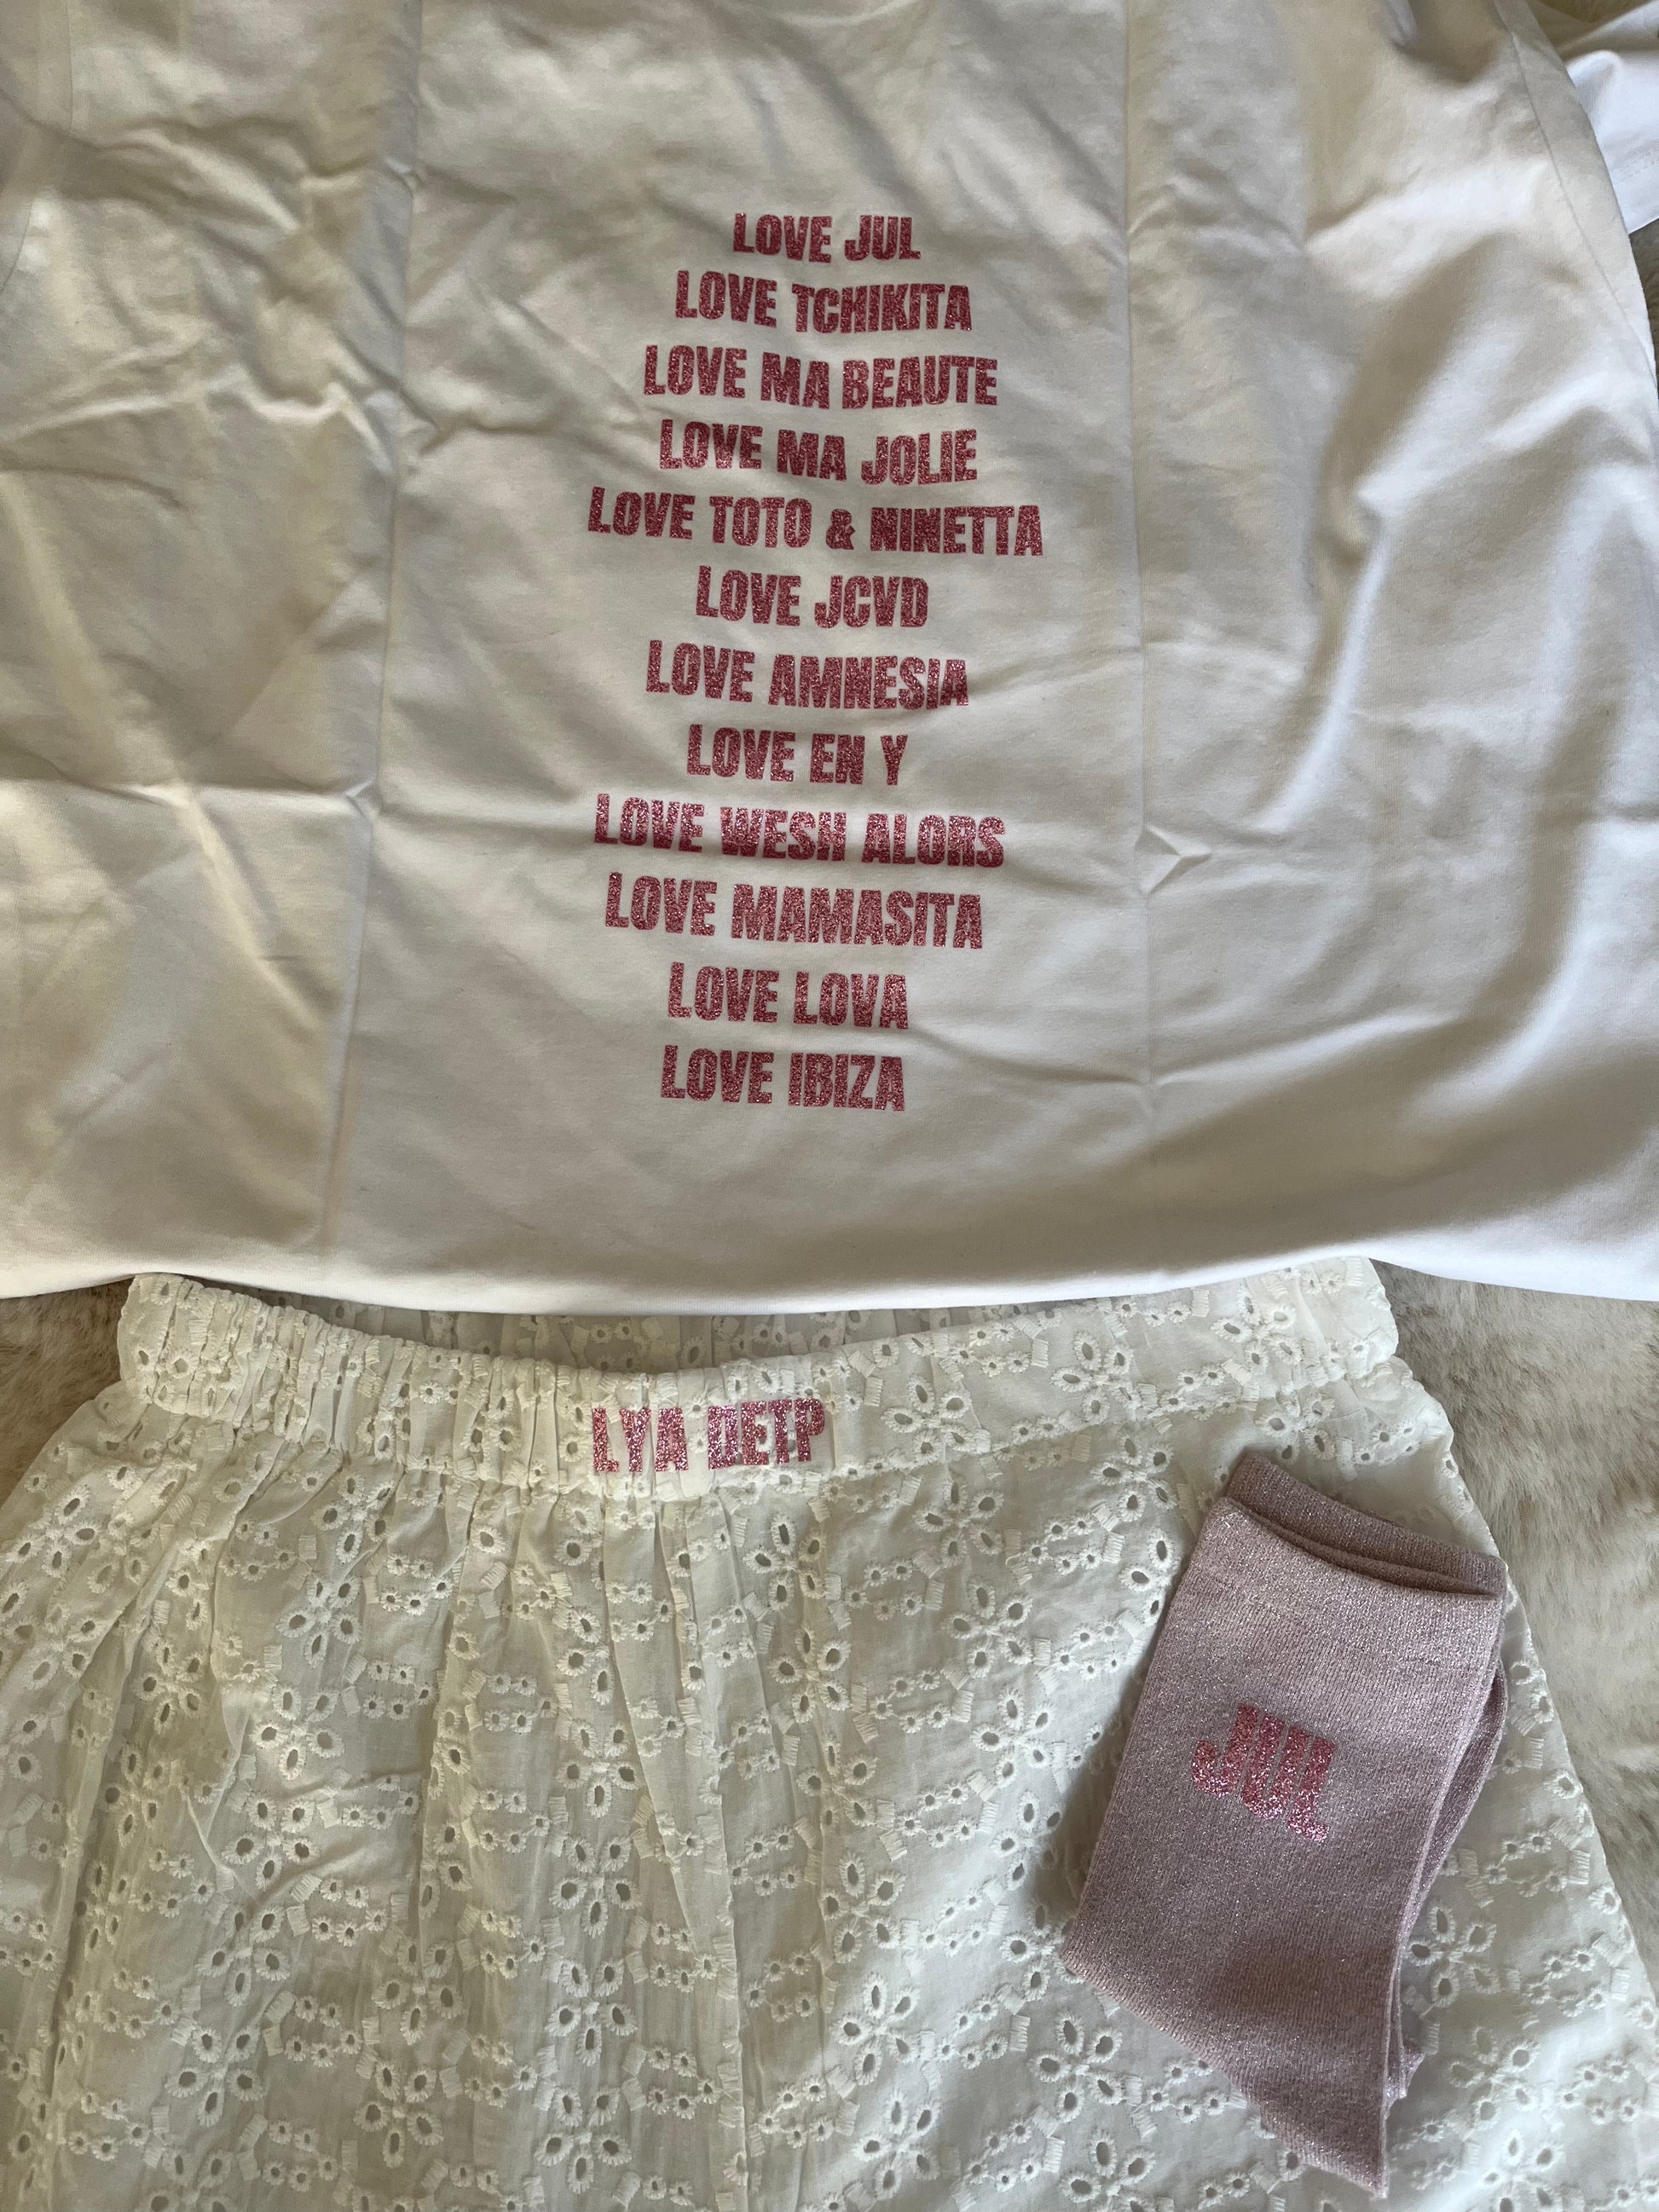 LOVE JUL
LOVE TCHIKITA
LOVE MA BEAUTE
LOVE MA JOLIE
LOVE TOTO & NINETTA
LOVE JCVD
LOVE AMNESIA
LOVE EN Y
LOVE WESH ALORS
LOVE MAMASITA
LOVE LOVA
LOVE IBIZA
LYA DETP
JUL